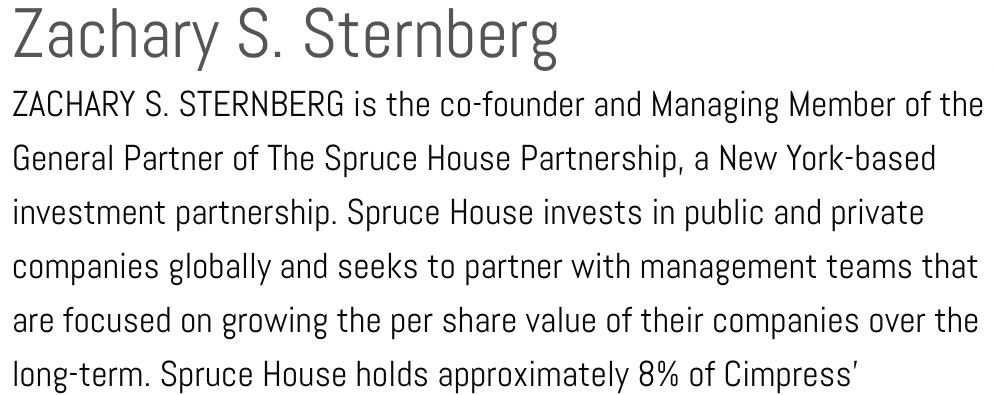 Zachary S. Sternberg
ZACHARY S. STERNBERG is the co-founder and Managing Member of the
General Partner of The Spruce House Partnership, a New York-based
investment partnership. Spruce House invests in public and private
companies globally and seeks to partner with management teams that
are focused on growing the per share value of their companies over the
long-term. Spruce House holds approximately 8% of Cimpress’